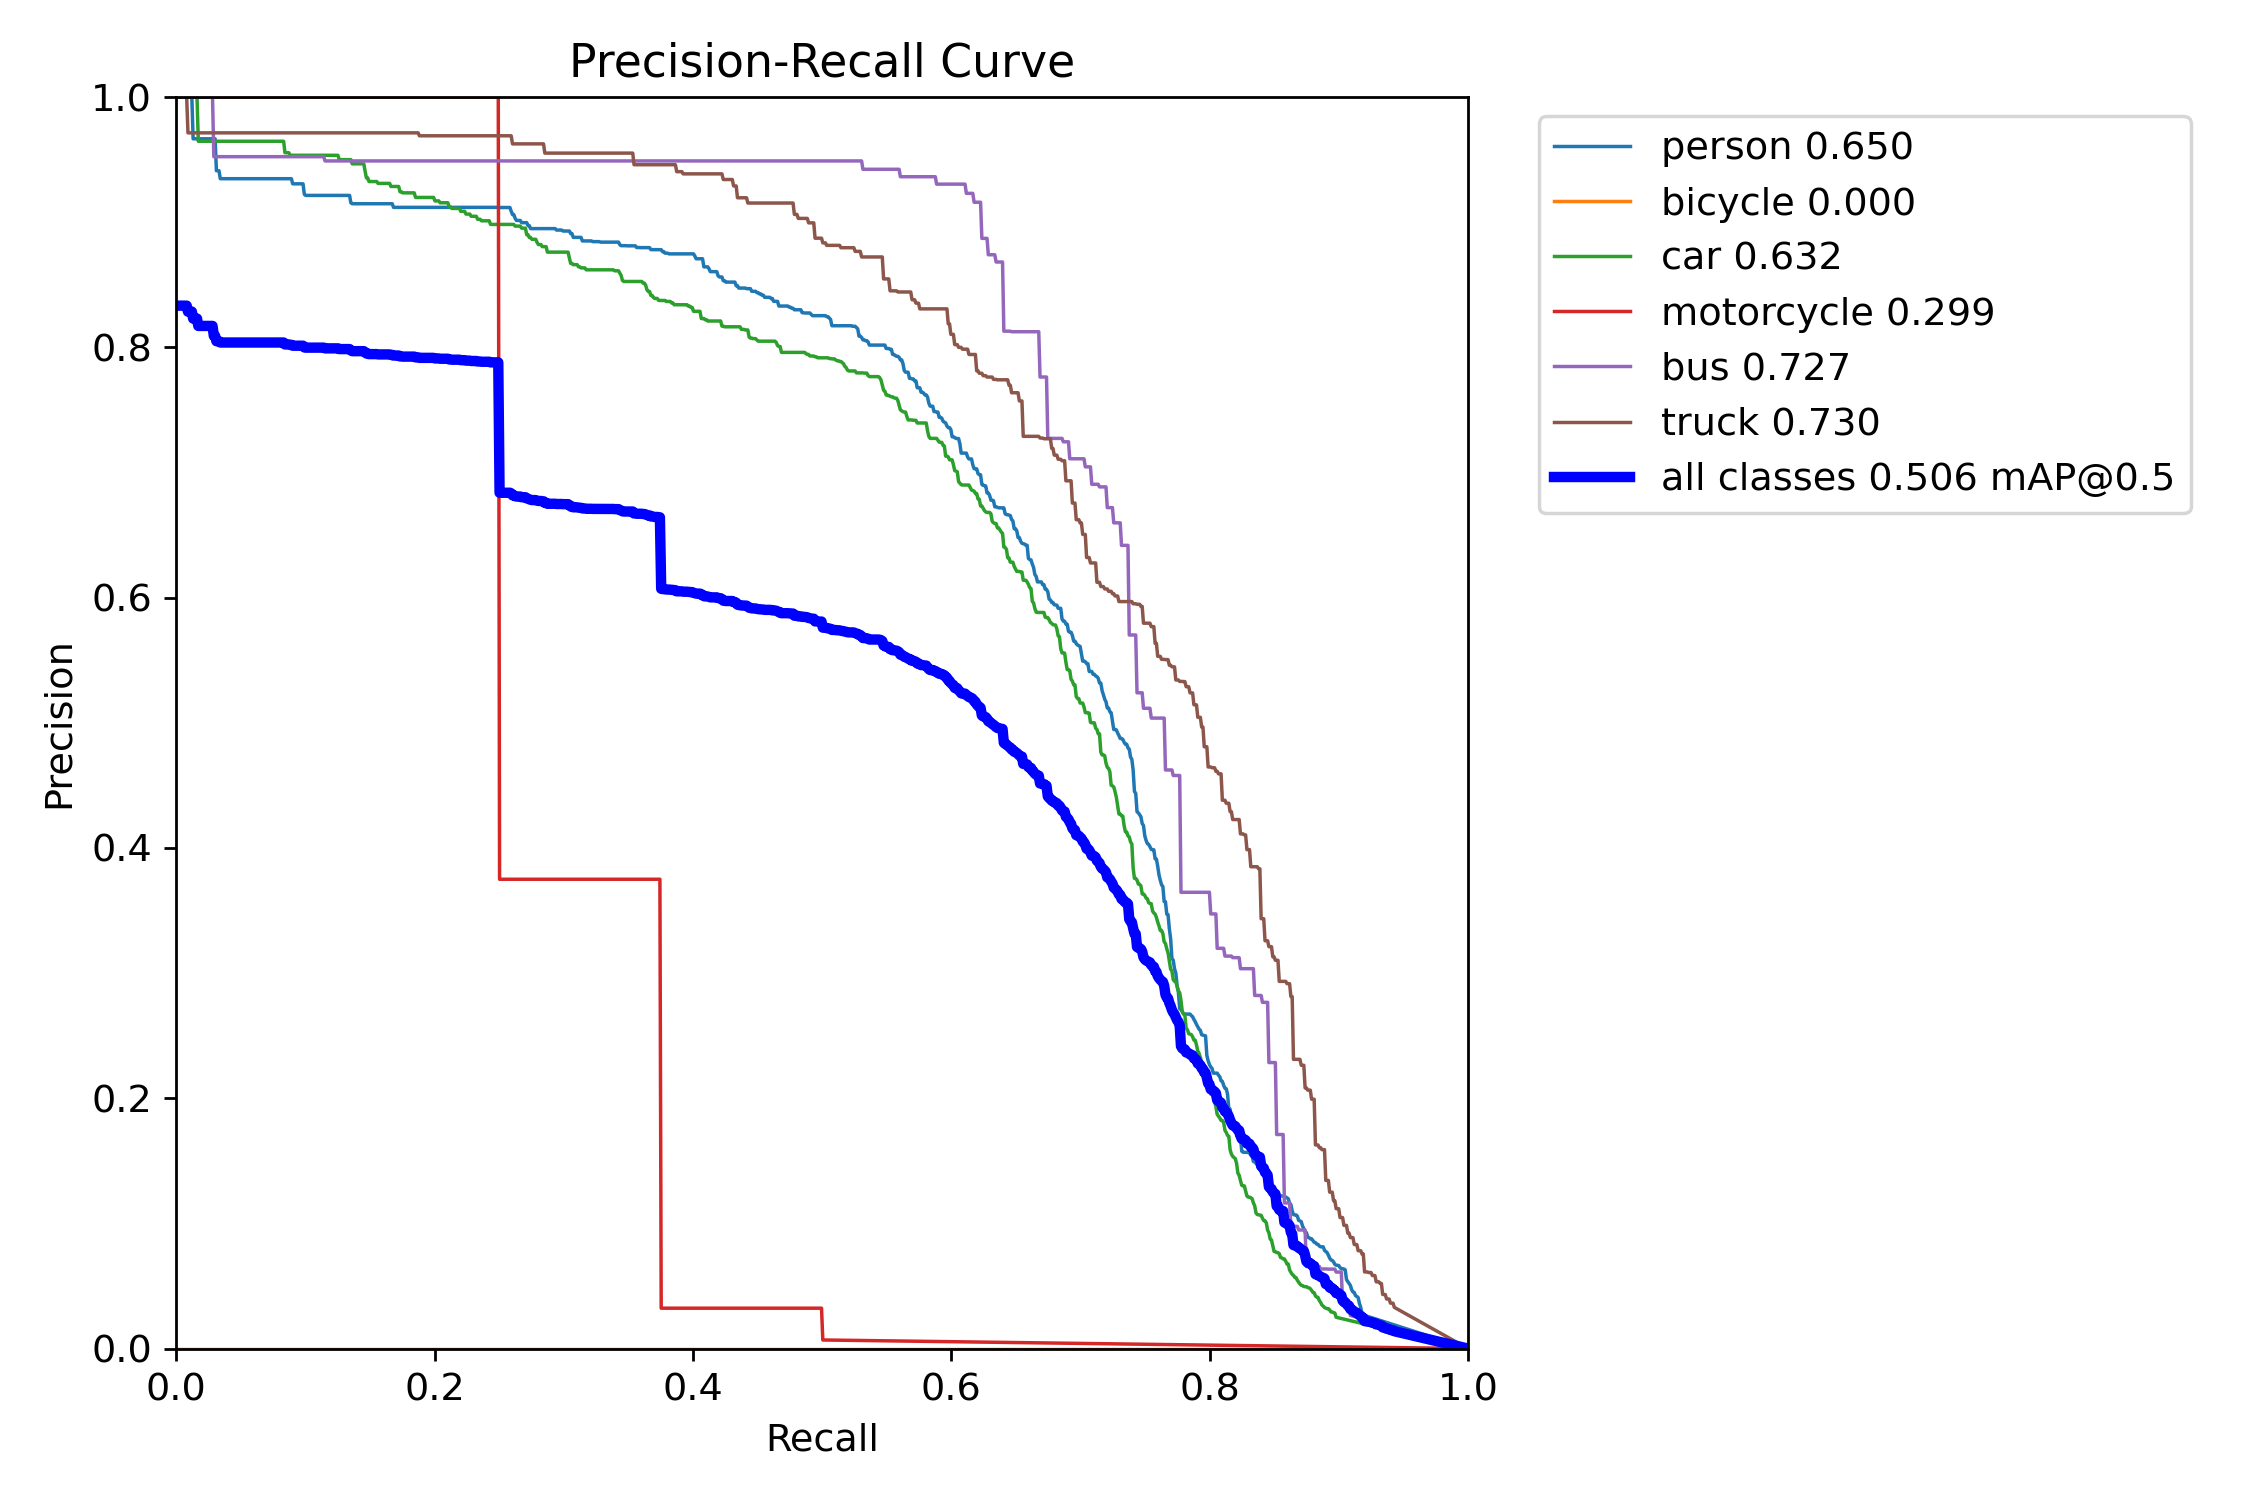 Precision-Recall Curve
1.0
0.8
0.6
0.4
0.2
0.0
Precision
0.0 0.2 0.4 0.6 0.8 1.0
Recall
person 0.650
bicycle 0.000
car 0.632
motorcycle 0.299
bus 0.727
truck 0.730
all classes 0.506 mAP@0.5